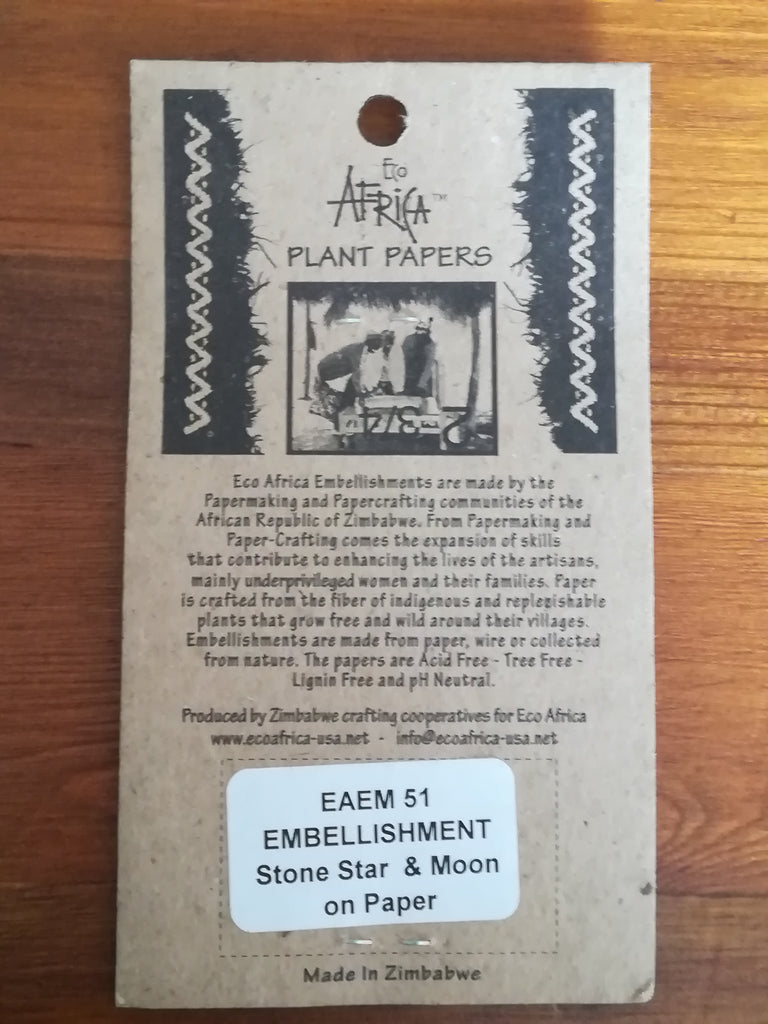 Eco
AFRICA™
PLANT PAPERS
Eco Africa Embellishments are made by the
Papermaking and Papercrafting communities of the
African Republic of Zimbabwe. From Papermaking and
Paper-Crafting comes the expansion of skills
that contribute to enhancing the lives of the artisans,
mainly underprivileged women and their families. Paper
is crafted from the fiber of indigenous and replenishable
plants that grow free and wild around their villages.
Embellishments are made from paper, wire or collected
from nature. The papers are Acid Free - Tree Free -
Lignin Free and pH Neutral.
Produced by Zimbabwe crafting cooperatives for Eco Africa
www.ecoafrica-usa.net - info@ecoafrica-usa.net
EAEM 51
EMBELLISHMENT
Stone Star & Moon
on Paper
Made In Zimbabwe